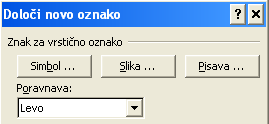 Določi novo oznako
Znak za vrstično oznako
Simbol ... Slika ... Pisava ...
Poravnava:
Levo